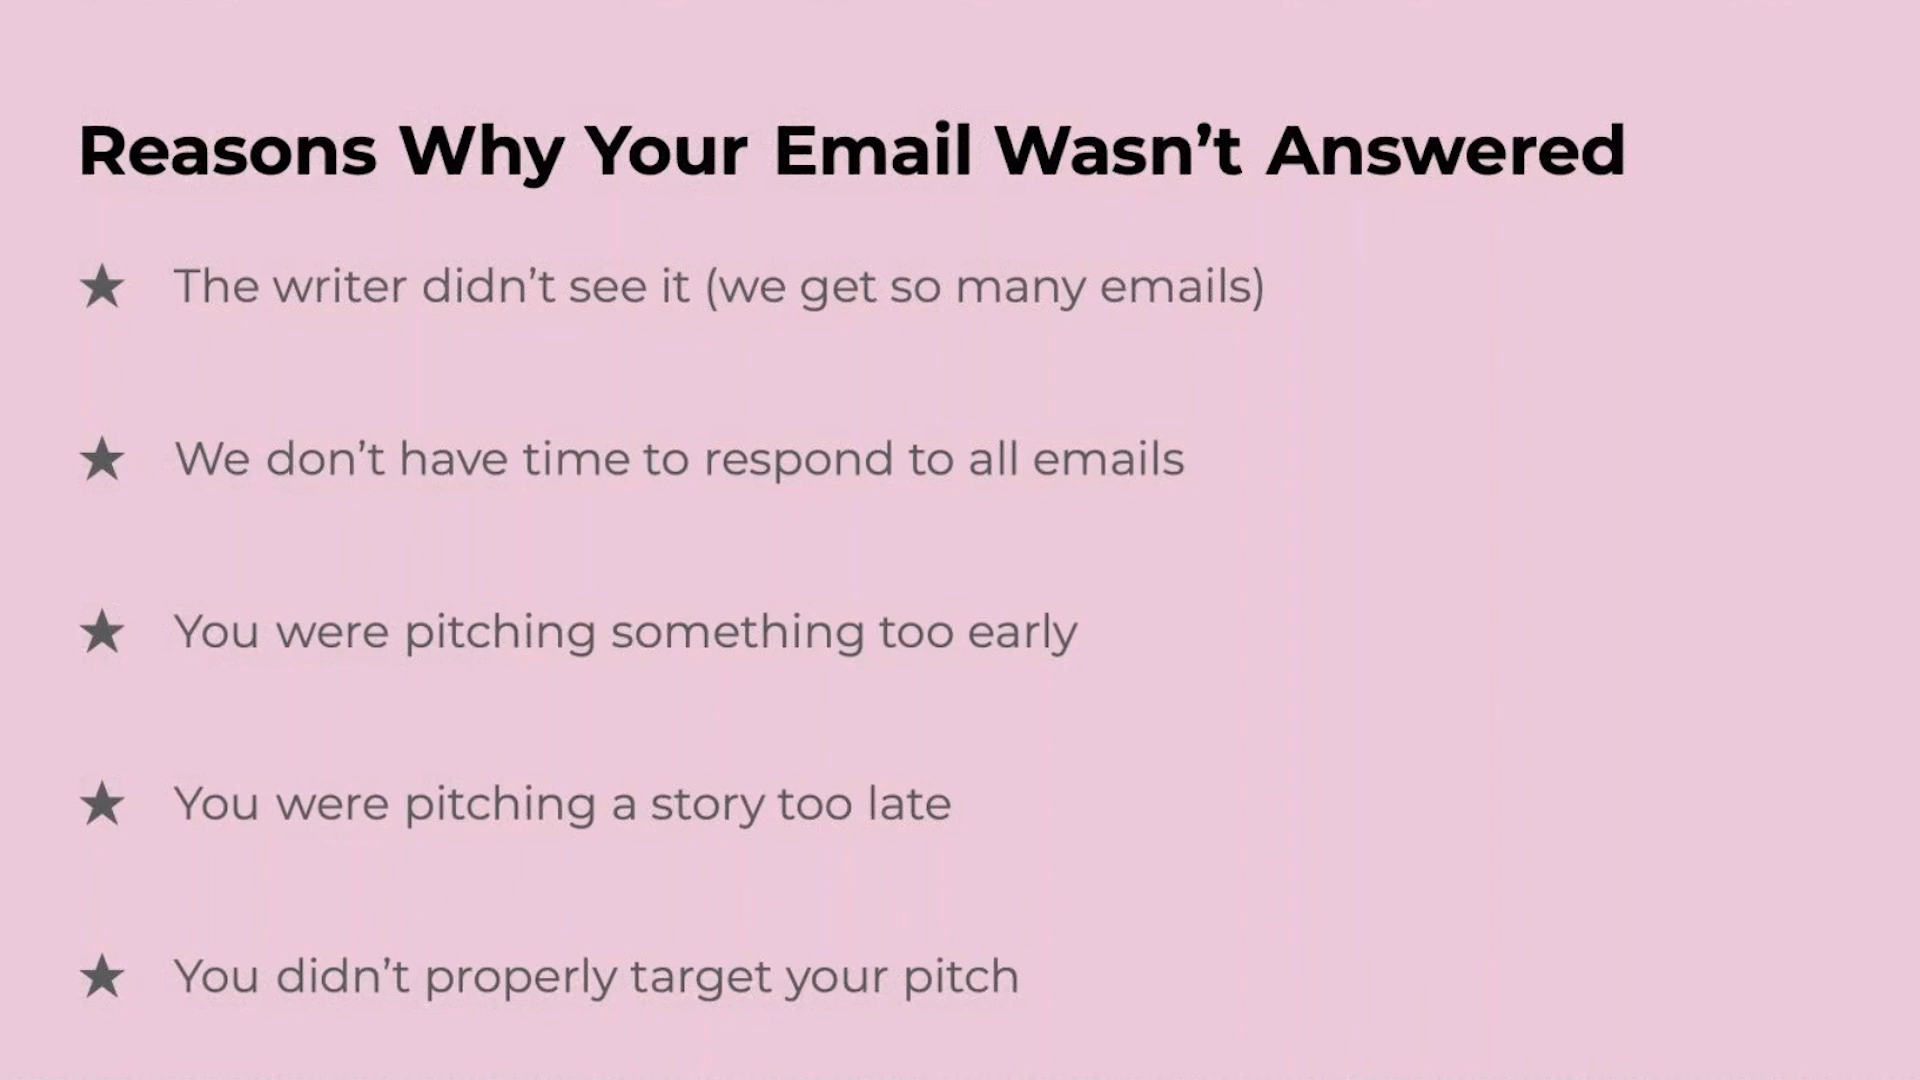 Reasons Why Your Email Wasn’t Answered
★ The writer didn’t see it (we get so many emails)
★ We don’t have time to respond to all emails
★ You were pitching something too early
★ You were pitching a story too late
★ You didn’t properly target your pitch